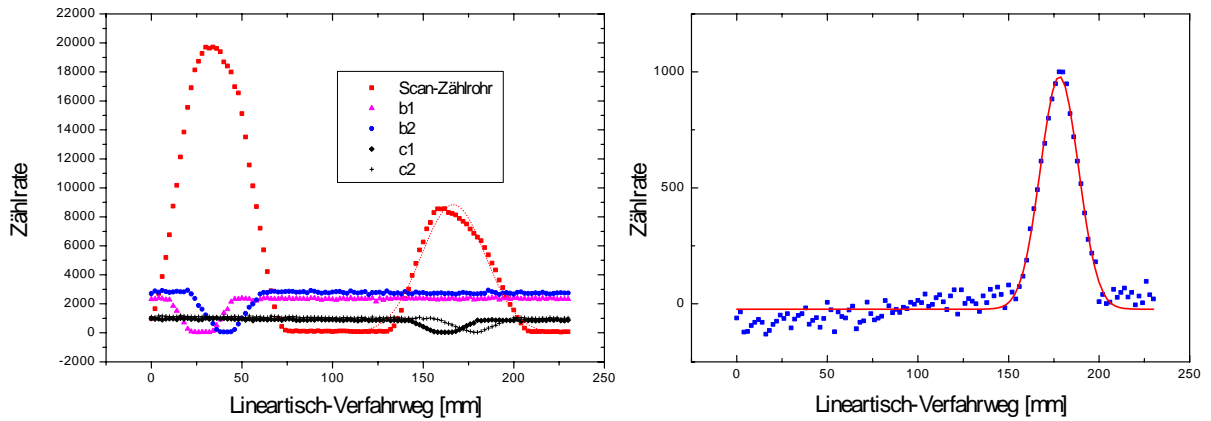 22000
20000
18000
16000
14000
12000
10000
8000
6000
4000
2000
0
-2000
Zählrate
Scan-Zählrohr
b1
b2
c1
c2
0 50 100 150 200 250
Lineartisch-Verfahrweg [mm]
1000
500
0
Zählrate
0 50 100 150 200 250
Lineartisch-Verfahrweg [mm]